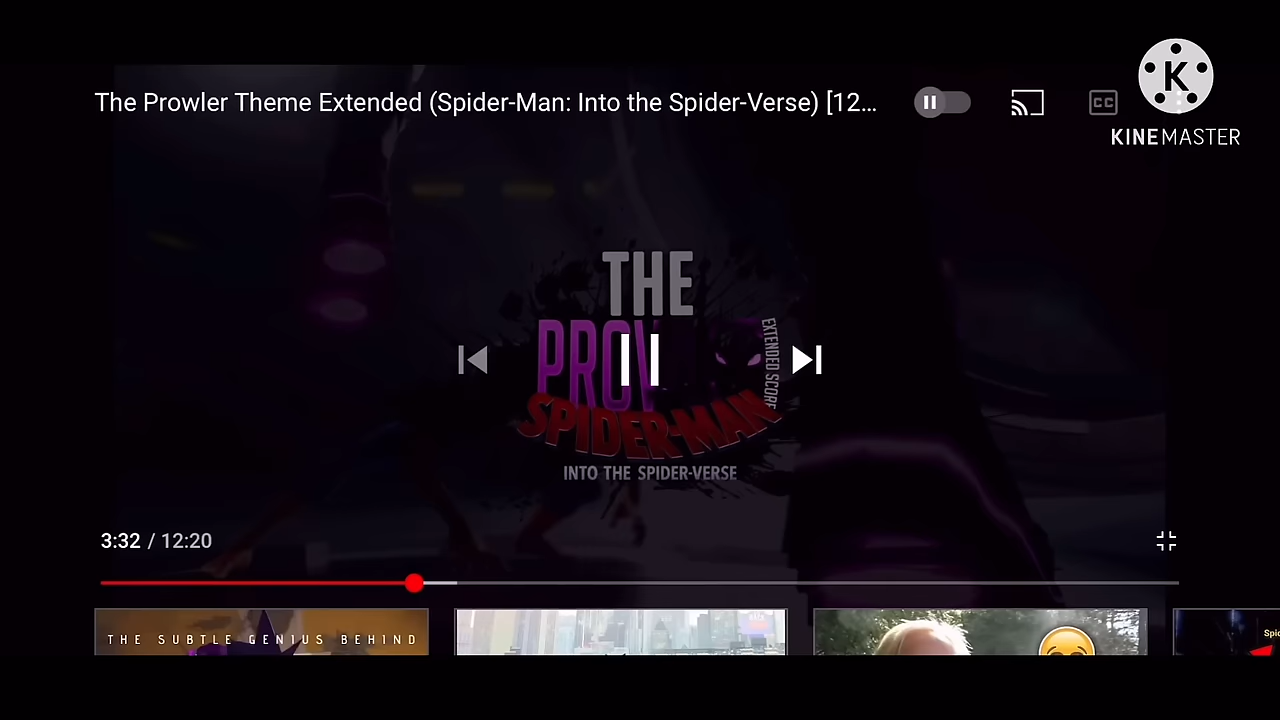 The Prowler Theme Extended (Spider-Man: Into the Spider-Verse) [12...
CC
K
KINEMASTER
THE
EXTENDED SCORE
SPIDER-MAN
INTO THE SPIDER-VERSE
3:32 / 12:20
THE SUBTLE GENIUS BEHIND